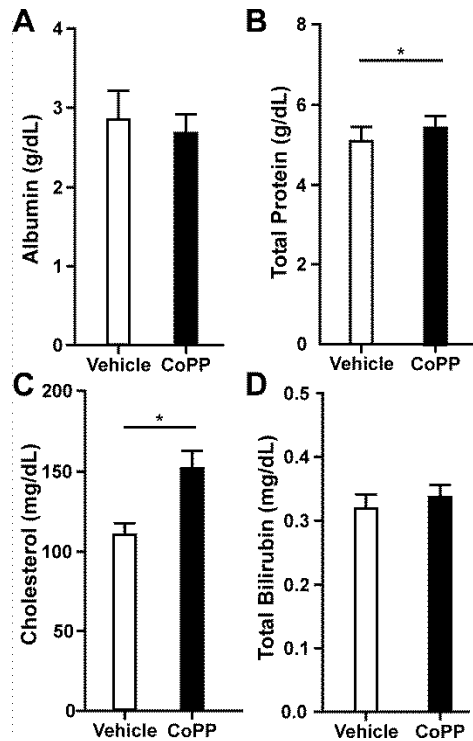 A
Albumin (g/dL)
4
3
2
1
0
Vehicle CoPP
B
Total Protein (g/dL)
8
6
4
2
0
*
Vehicle CoPP
C
Cholesterol (mg/dL)
200
150
100
50
0
*
Vehicle CoPP
D
Total Bilirubin (mg/dL)
0.5
0.4
0.3
0.2
0.1
0.0
Vehicle CoPP